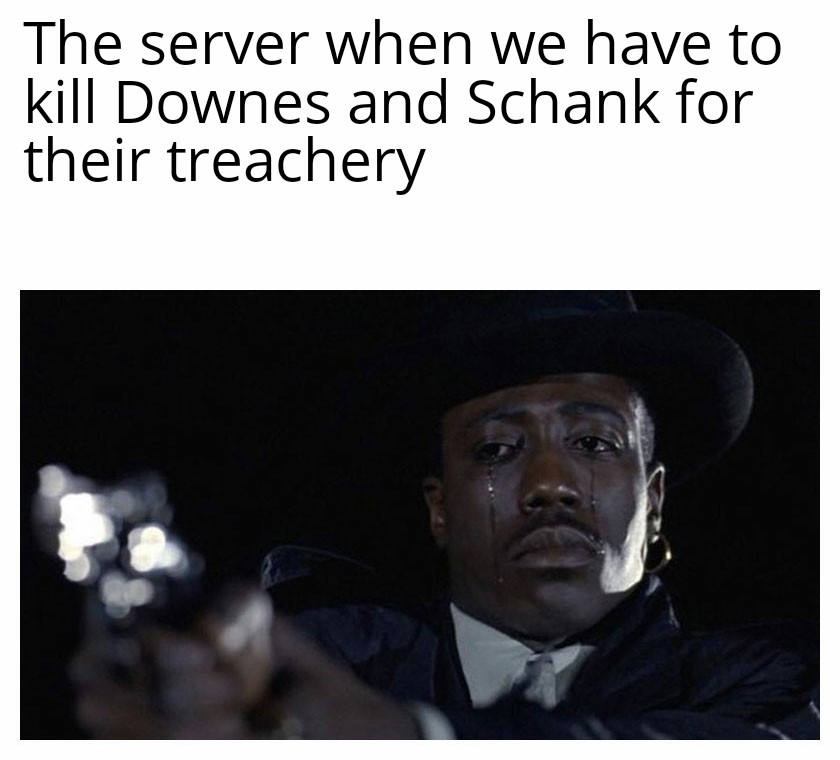 The server when we have to
kill Downes and Schank for
their treachery